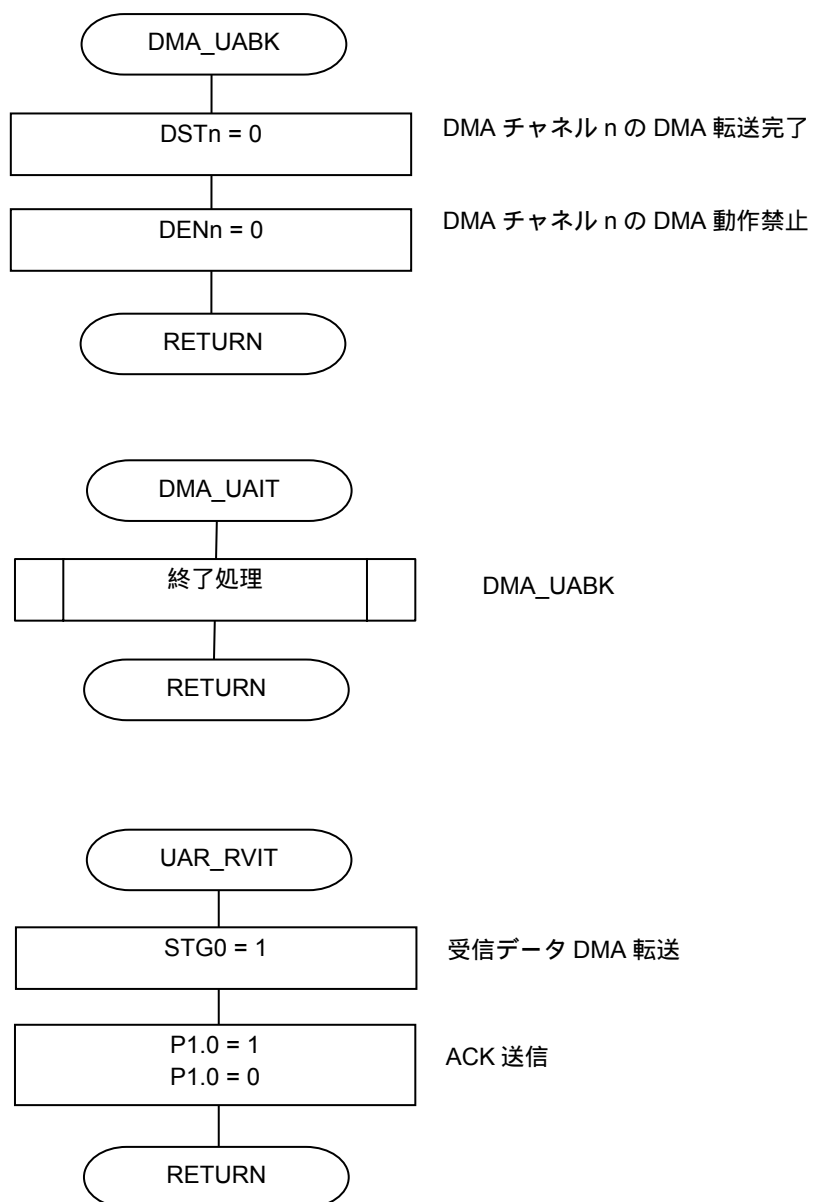 DMA_UABK
DSTn = 0
DMA チャネル n の DMA 転送完了
DENn = 0
DMA チャネル n の DMA 動作禁止
RETURN
DMA_UAIT
終了処理
DMA_UABK
RETURN
UAR_RVIT
STG0 = 1
受信データ DMA 転送
P1.0 = 1
P1.0 = 0
ACK 送信
RETURN